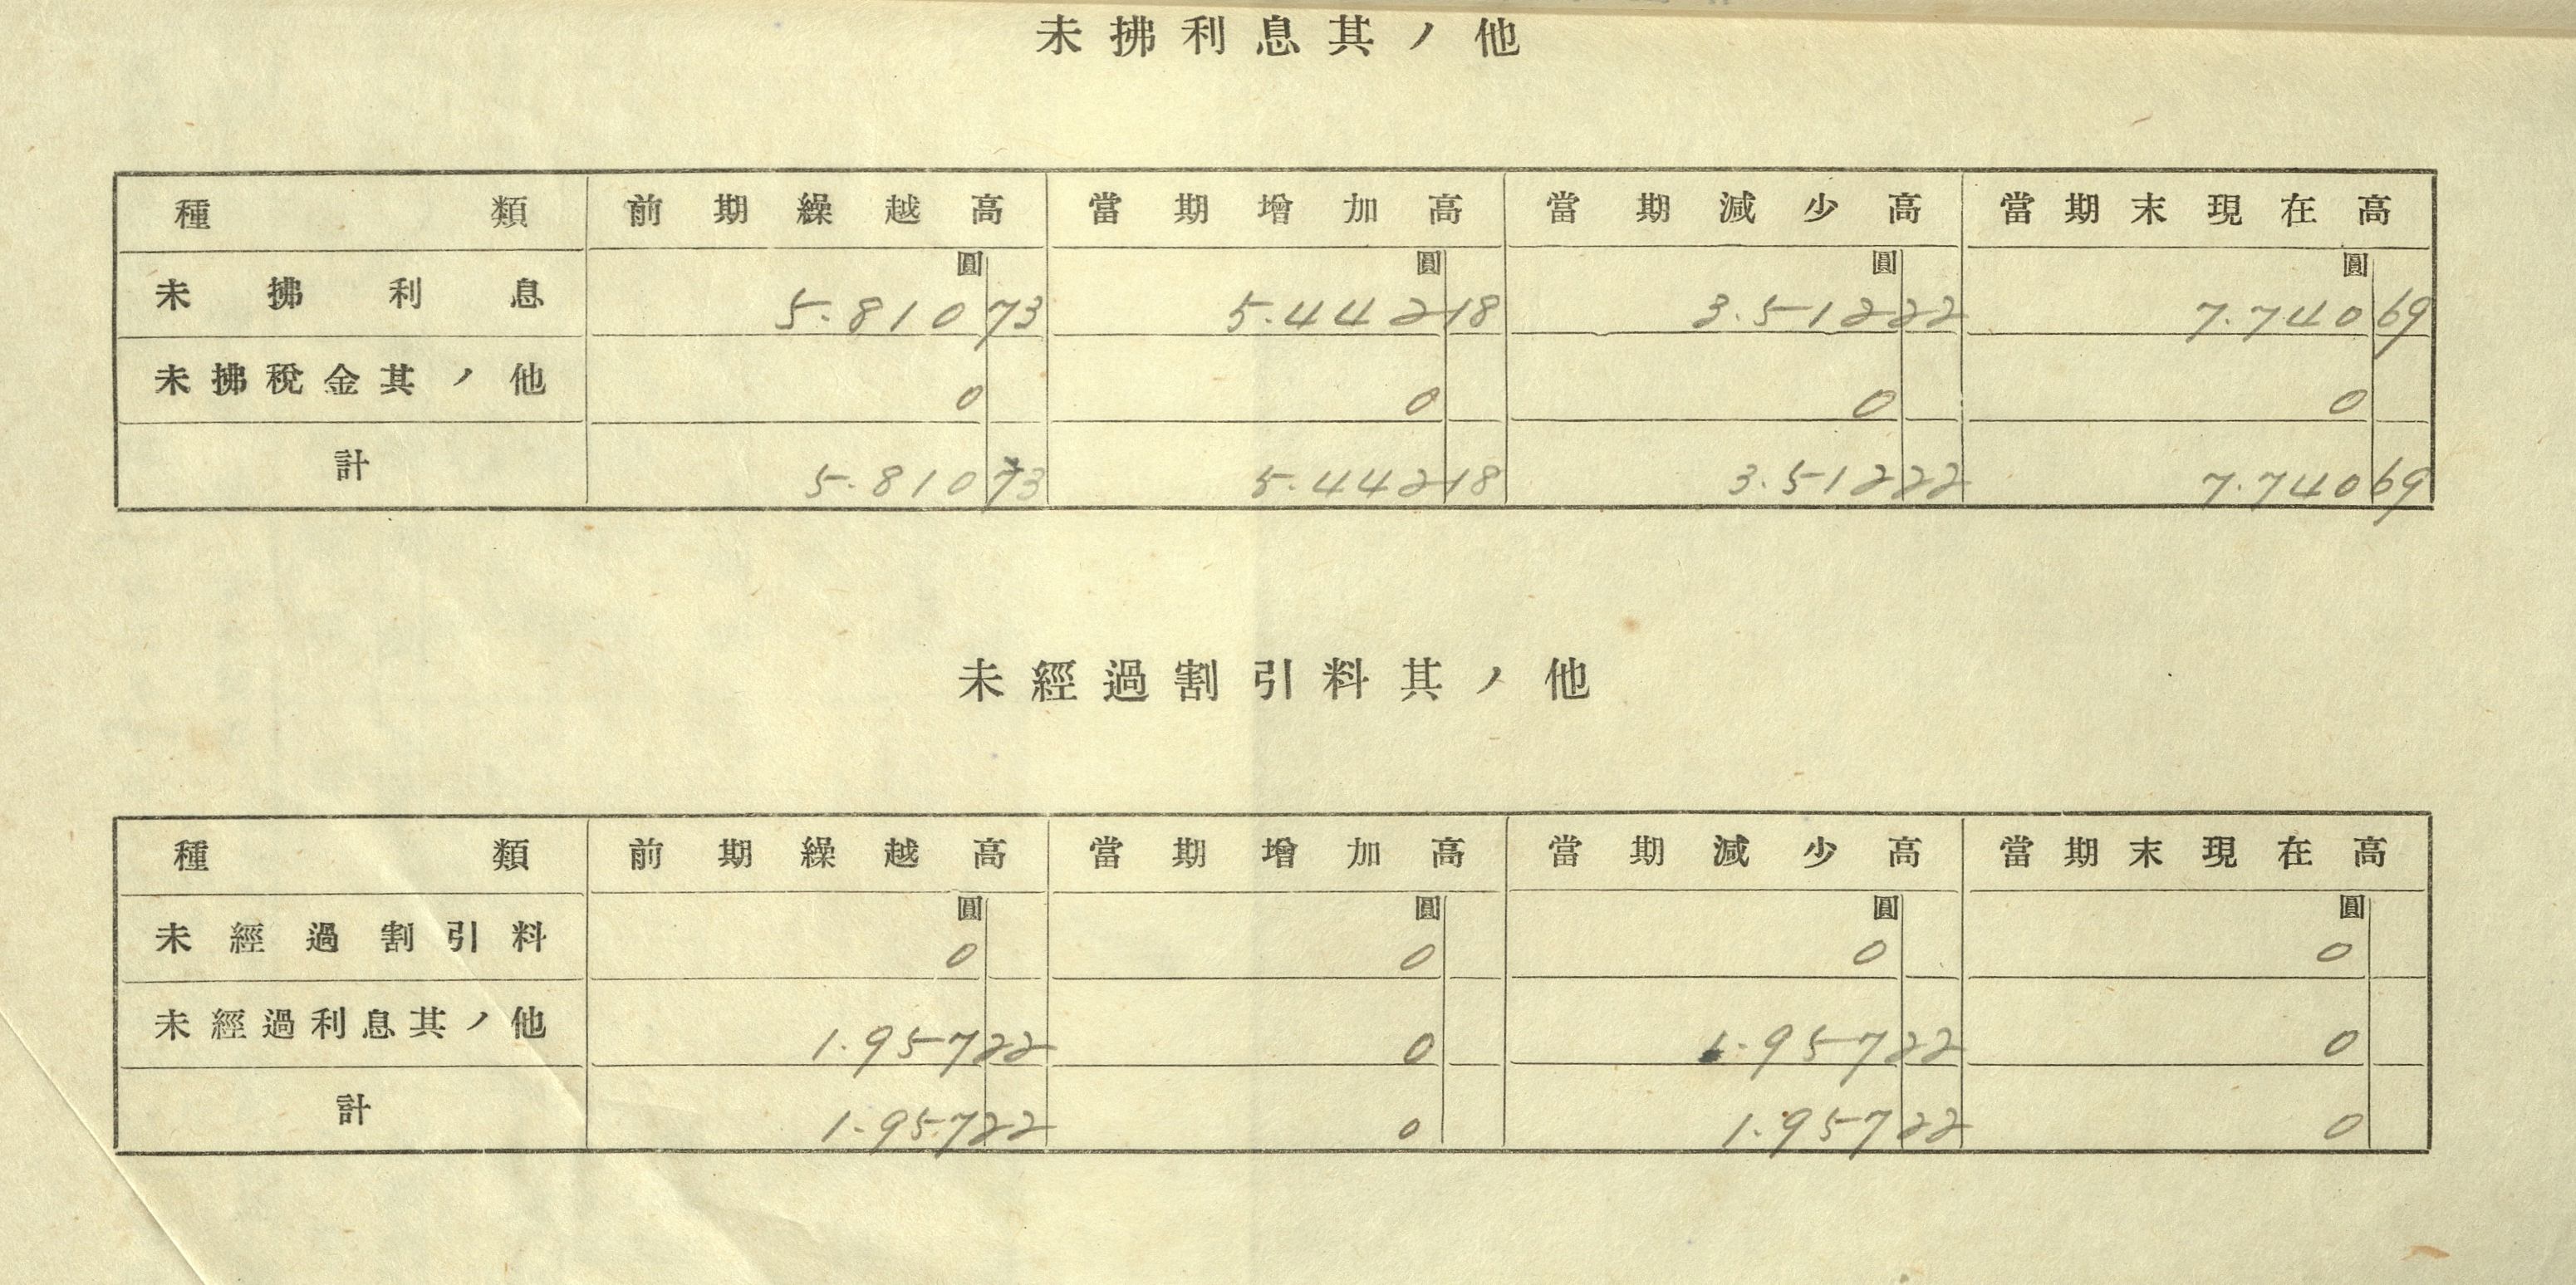 未拂利息其ノ他
種類 前期繰越高 當期增加高 當期減少高 當期末現在高
圓 圓 圓 圓
未拂利息 5.810 73 5.442 18 3.512 22 7.740 69
未拂稅金其ノ他 0 0 0 0
計 5.810 73 5.442 18 3.512 22 7.740 69
未經過割引料其ノ他
種類 前期繰越高 當期增加高 當期減少高 當期末現在高
圓 圓 圓 圓
未經過割引料 0 0 0 0
未經過利息其ノ他 1.957 22 0 1.957 22 0
計 1.957 22 0 1.957 22 0